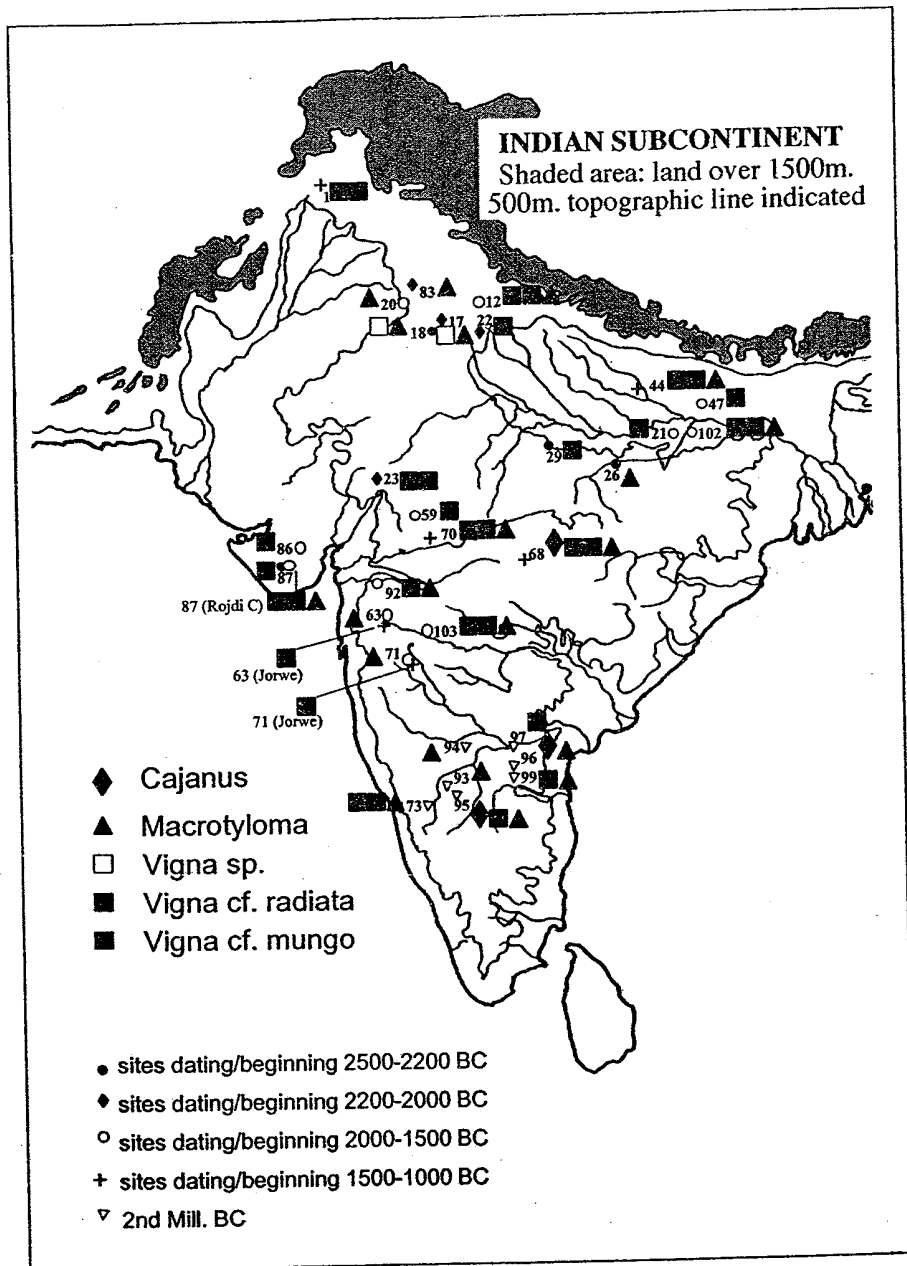 INDIAN SUBCONTINENT
Shaded area: land over 1500m.
500m. topographic line indicated
1
83
20
12
17
22
18
44
47
21
102
29
26
23
59
70
68
86
87
87 (Rojdi C)
92
63
103
63 (Jorwe)
71
71 (Jorwe)
97
94
96
93
99
73
95
Cajanus
Macrotyloma
Vigna sp.
Vigna cf. radiata
Vigna cf. mungo
sites dating/beginning 2500-2200 BC
sites dating/beginning 2200-2000 BC
sites dating/beginning 2000-1500 BC
sites dating/beginning 1500-1000 BC
2nd Mill. BC